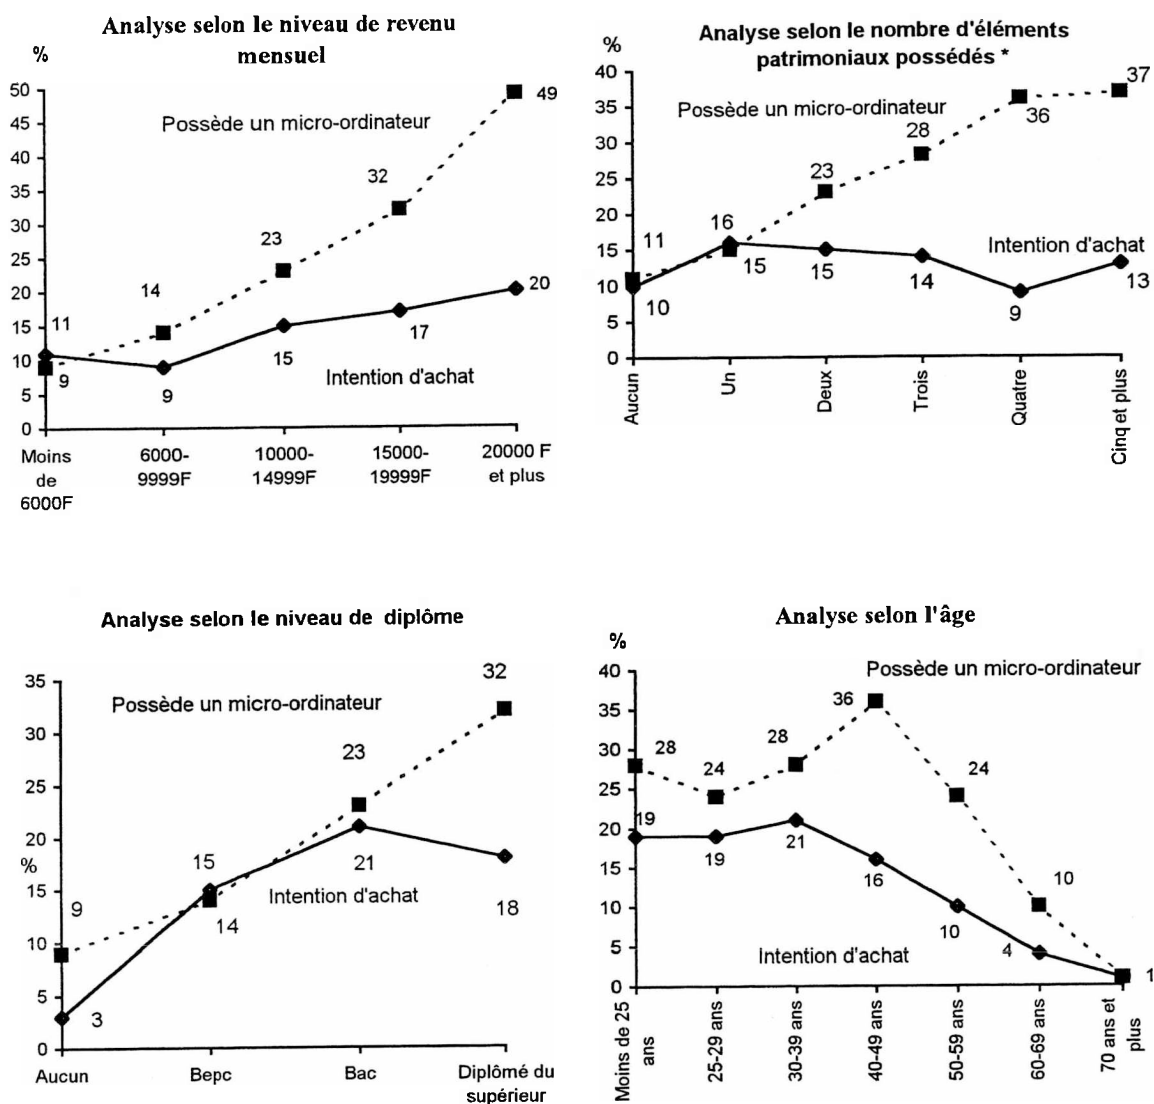 Analyse selon le niveau de revenu
mensuel
%
50
45
40
35
30
25
20
15
10
5
0
Possède un micro-ordinateur
49
32
23
14
11
9
9
15
17
20
Intention d'achat
Moins
de
6000F
6000-
9999F
10000-
14999F
15000-
19999F
20000 F
et plus
Analyse selon le nombre d'éléments
patrimoniaux possédés *
%
40
35
30
25
20
15
10
5
0
Possède un micro-ordinateur
37
36
28
23
16
11
10
15
15
14
9
13
Intention d'achat
Aucun
Un
Deux
Trois
Quatre
Cinq et plus
Analyse selon le niveau de diplôme
35
30
25
20
%
15
10
5
0
Possède un micro-ordinateur
32
23
15
9
3
14
21
18
Intention d'achat
Aucun
Bepc
Bac
Diplômé du
supérieur
Analyse selon l'âge
%
40
35
30
25
20
15
10
5
0
Possède un micro-ordinateur
28
24
28
36
24
10
1
19
19
21
16
10
4
Intention d'achat
Moins de 25
ans
25-29 ans
30-39 ans
40-49 ans
50-59 ans
60-69 ans
70 ans et
plus